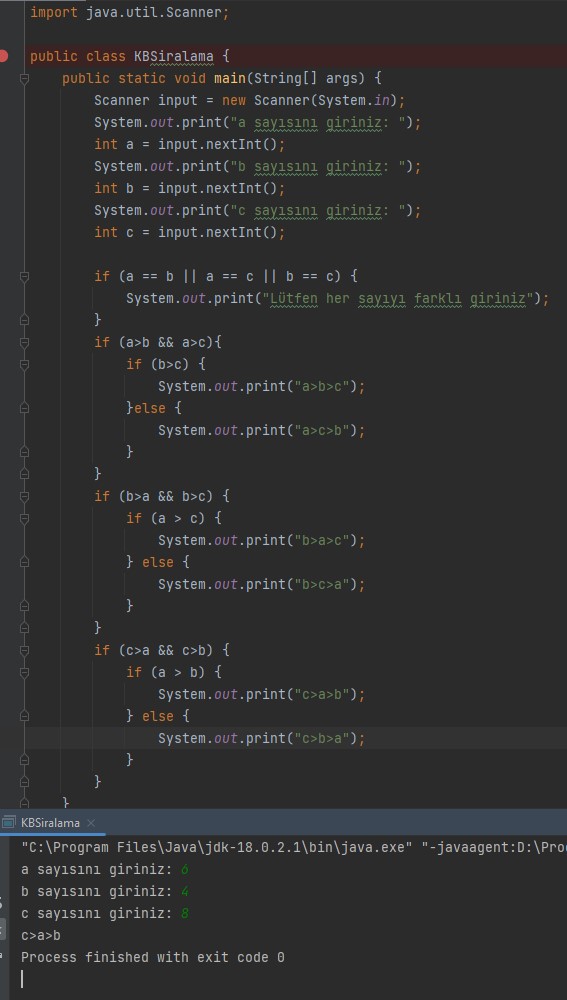 import java.util.Scanner;
public class KBSiralama {
public static void main(String[] args) {
Scanner input = new Scanner(System.in);
System.out.print("a sayısını giriniz: ");
int a = input.nextInt();
System.out.print("b sayısını giriniz: ");
int b = input.nextInt();
System.out.print("c sayısını giriniz: ");
int c = input.nextInt();
if (a == b || a == c || b == c) {
System.out.print("Lütfen her sayıyı farklı giriniz");
}
if (a>b && a>c){
if (b>c) {
System.out.print("a>b>c");
}else {
System.out.print("a>c>b");
}
}
if (b>a && b>c) {
if (a > c) {
System.out.print("b>a>c");
} else {
System.out.print("b>c>a");
}
}
if (c>a && c>b) {
if (a > b) {
System.out.print("c>a>b");
} else {
System.out.print("c>b>a");
}
}
}
KBSiralama
"C:\Program Files\Java\jdk-18.0.2.1\bin\java.exe" "-javaagent:D:\Pro
a sayısını giriniz: 6
b sayısını giriniz: 4
c sayısını giriniz: 8
c>a>b
Process finished with exit code 0